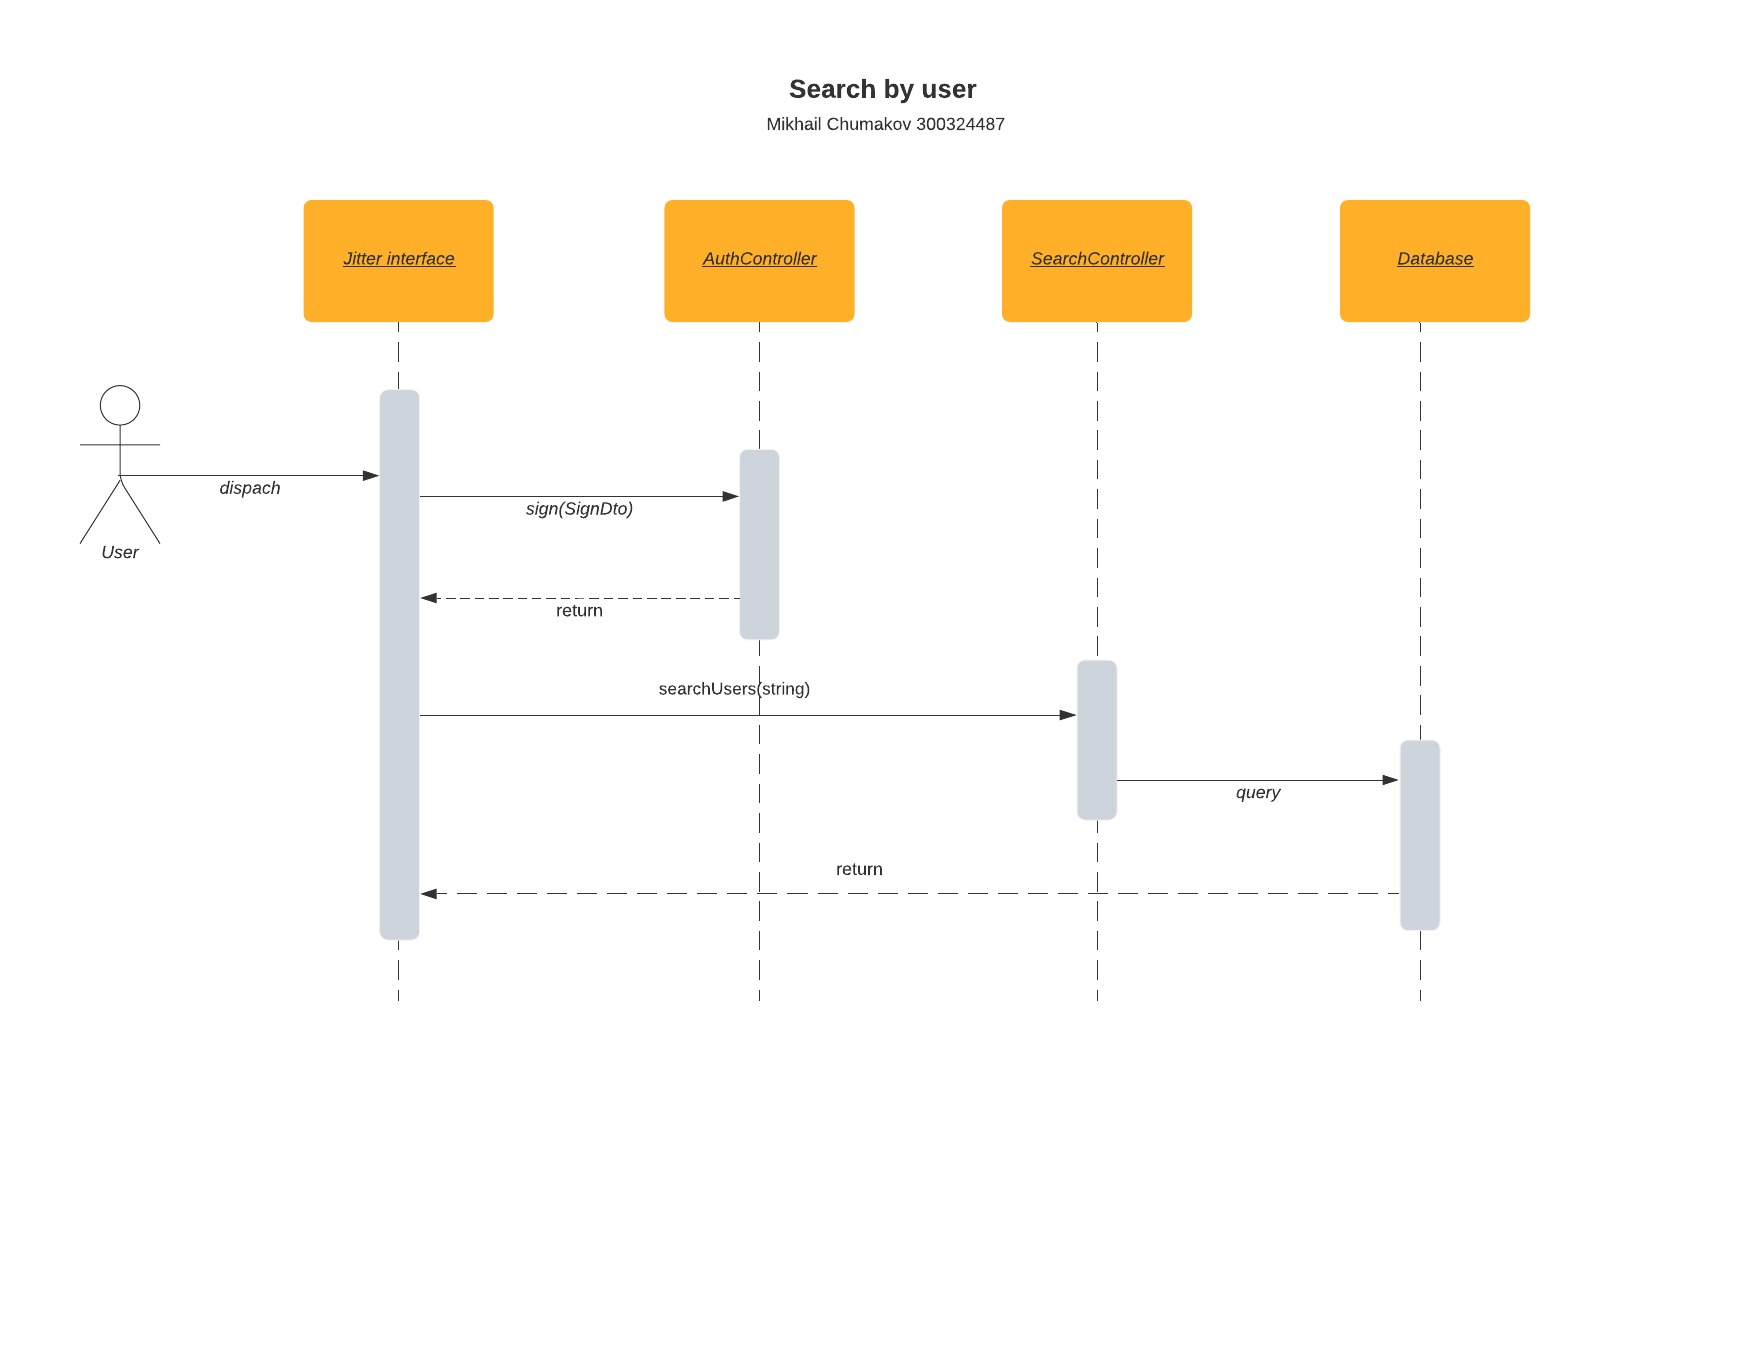 Search by user
Mikhail Chumakov 300324487
Jitter interface
AuthController
SearchController
Database
dispach
sign(SignDto)
User
return
searchUsers(string)
query
return